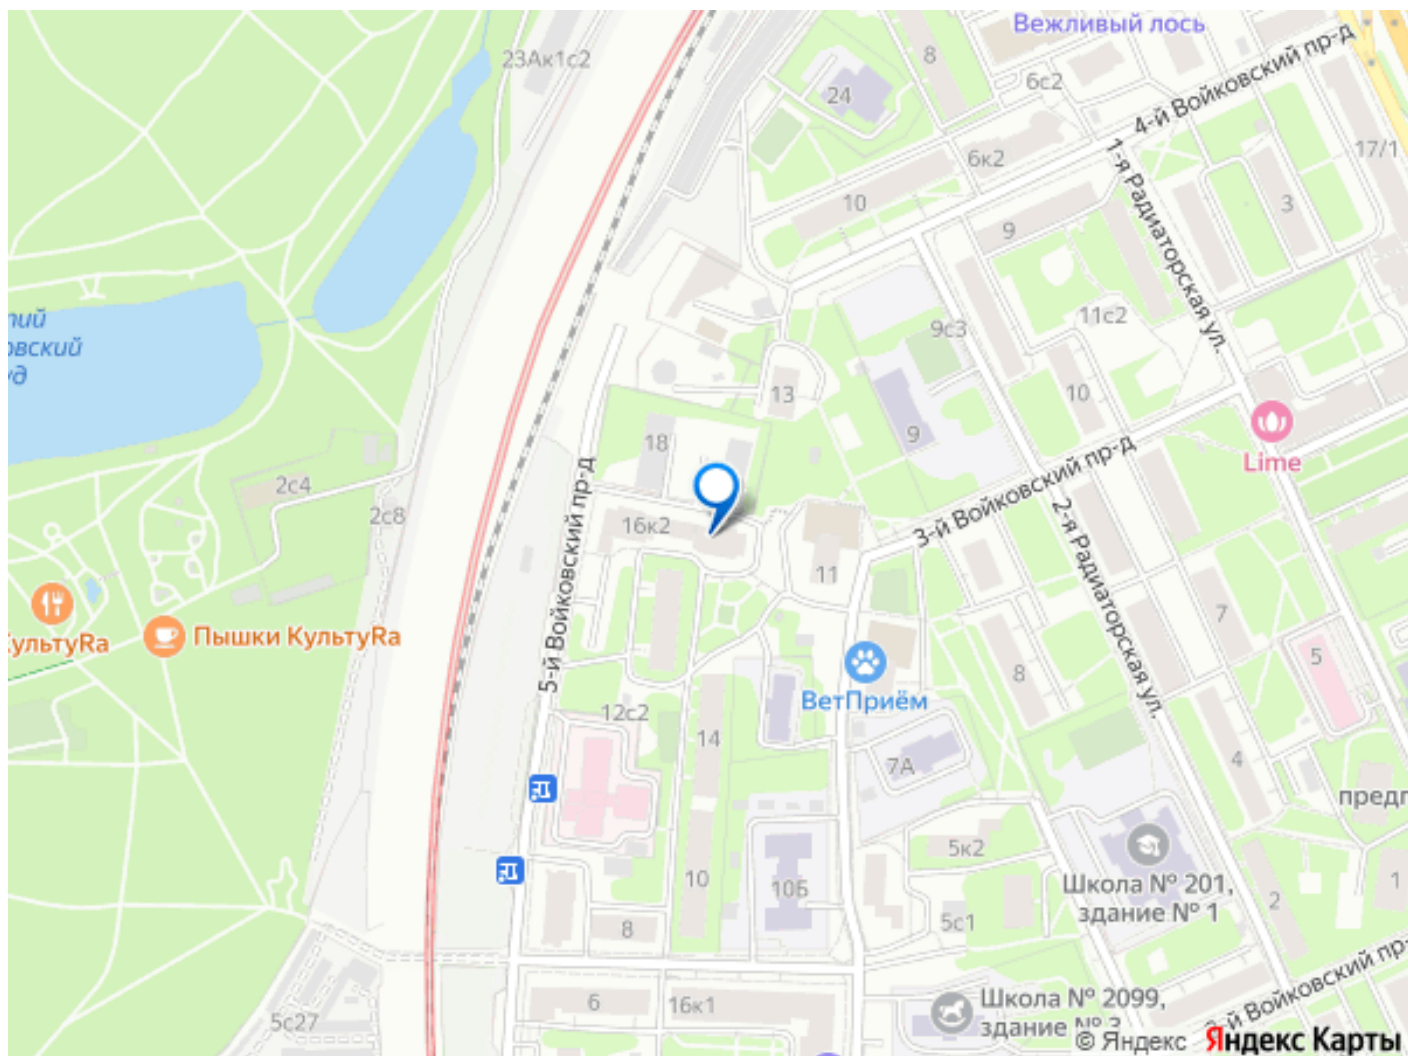 Вежливый лось
23Ак1с2
8
6с2
24
4-й Войковский пр-д
17/1
6к2
1-я Радиаторская ул.
10
3
9
9с3
11с2
13
10
18
9
Lime
3-й Войковский пр-д
2с4
2с8
5-й Войковский пр-д
16к2
2-я Радиаторская ул.
11
7
Пышки КультуRa
5
8
ВетПриём
12с2
14
4
7А
5к2
Школа № 201,
здание № 1
10
10Б
1
2
8
5с1
6
16к1
Школа № 2099,
здание №
5с27
© Яндекс
Яндекс Карты